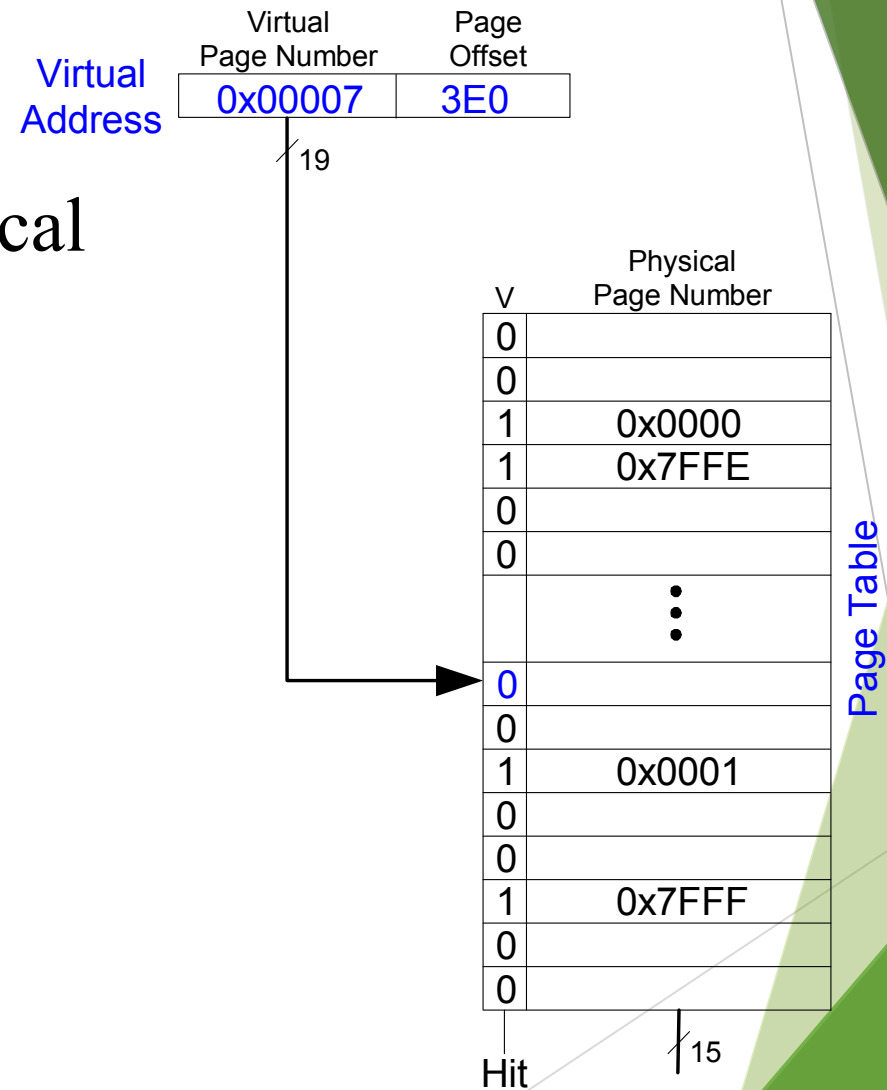 Virtual
Page Number
Page
Offset
Virtual
Address
0x00007
3E0
19
cal
V
Physical
Page Number
0
0
1 0x0000
1 0x7FFE
0
0
0
0
1 0x0001
0
0
1 0x7FFF
0
0
Page Table
Hit
15